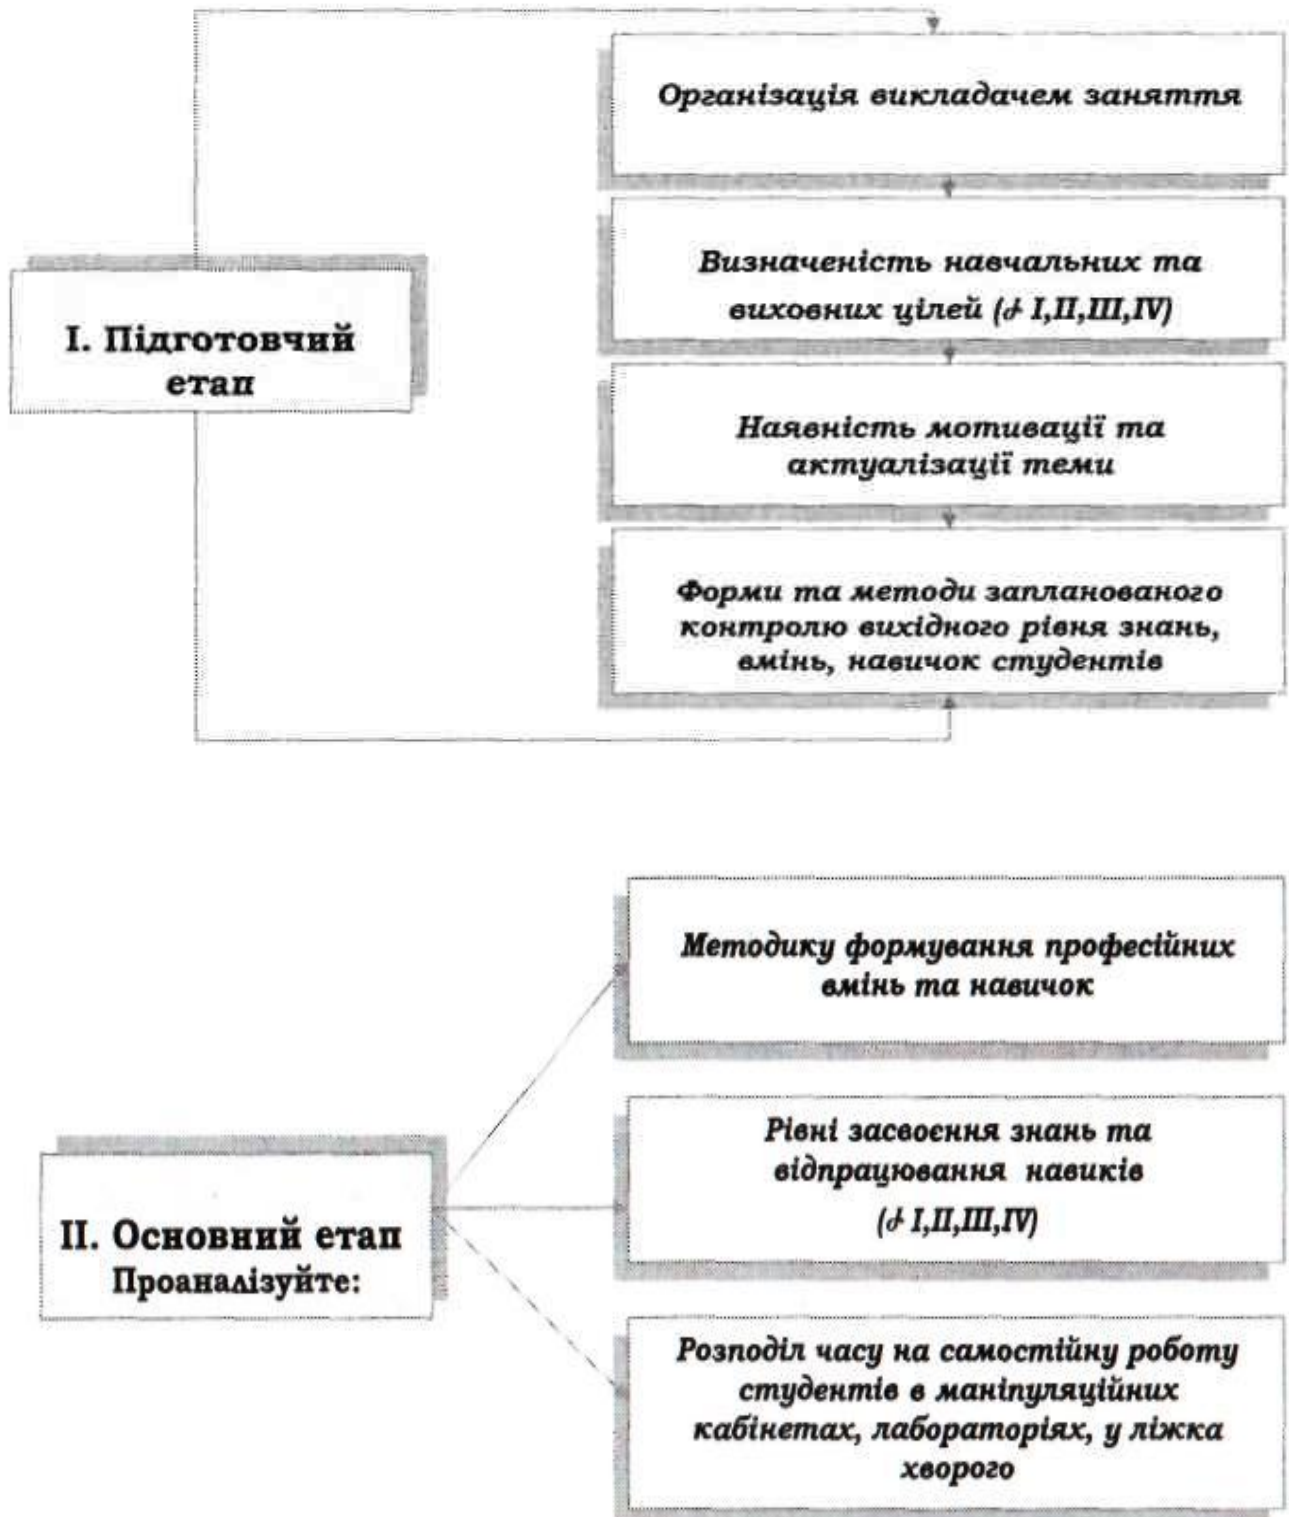 Організація викладачем заняття
Визначеність навчальних та
виховних цілей (α I,II,III,IV)
I. Підготовчий
етап
Наявність мотивації та
актуалізації теми
Форми та методи запланованого
контролю вихідного рівня знань,
вмінь, навичок студентів
Методику формування професійних
вмінь та навичок
Рівні засвоєння знань та
відпрацювання навиків
(α I,II,III,IV)
II. Основний етап
Проаналізуйте:
Розподіл часу на самостійну роботу
студентів в маніпуляційних
кабінетах, лабораторіях, у ліжка
хворого